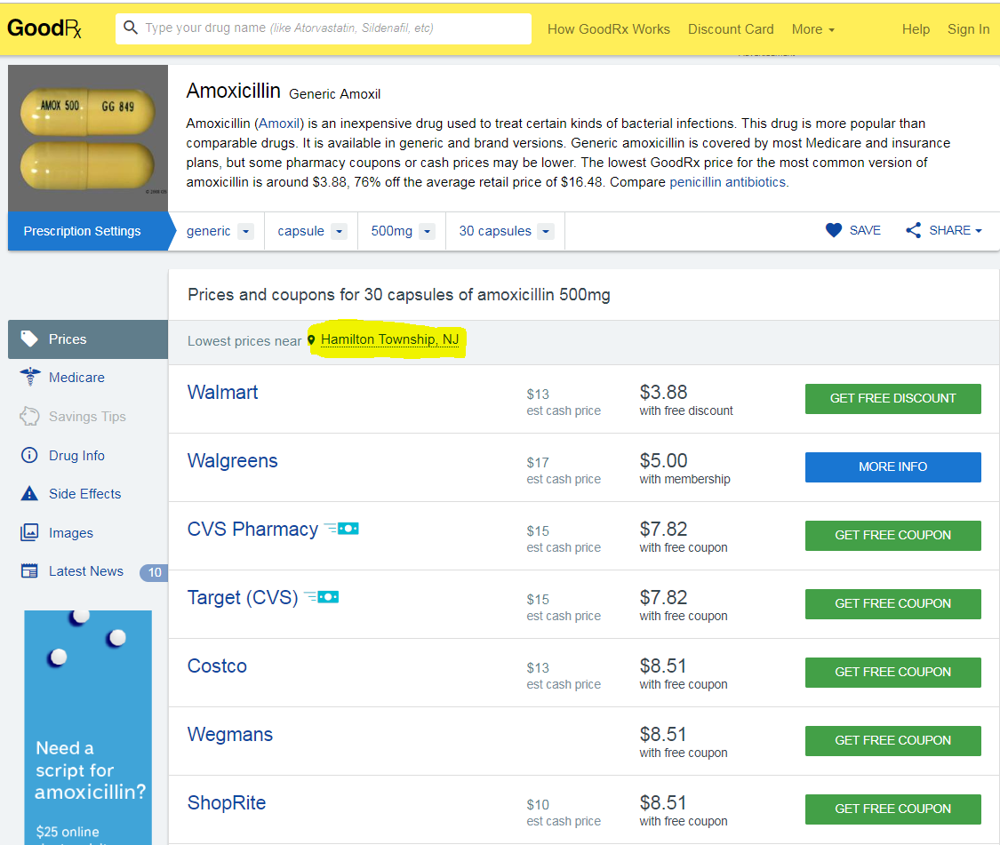 GoodRx
Type your drug name (like Atorvastatin, Sildenafil, etc)
How GoodRx Works
Discount Card
More
Help
Sign In
AMOX 500
GG 849
Amoxicillin Generic Amoxil
Amoxicillin (Amoxil) is an inexpensive drug used to treat certain kinds of bacterial infections. This drug is more popular than
comparable drugs. It is available in generic and brand versions. Generic amoxicillin is covered by most Medicare and insurance
plans, but some pharmacy coupons or cash prices may be lower. The lowest GoodRx price for the most common version of
amoxicillin is around $3.88, 76% off the average retail price of $16.48. Compare penicillin antibiotics.
Prescription Settings
generic
capsule
500mg
30 capsules
SAVE
SHARE
Prices and coupons for 30 capsules of amoxicillin 500mg
Lowest prices near Hamilton Township, NJ
Prices
Medicare
Savings Tips
Drug Info
Side Effects
Images
Latest News 10
Need a
script for
amoxicillin?
$25 online
Walmart
$13
est cash price
$3.88
with free discount
GET FREE DISCOUNT
Walgreens
$17
est cash price
$5.00
with membership
MORE INFO
CVS Pharmacy
$15
est cash price
$7.82
with free coupon
GET FREE COUPON
Target (CVS)
$15
est cash price
$7.82
with free coupon
GET FREE COUPON
Costco
$13
est cash price
$8.51
with free coupon
GET FREE COUPON
Wegmans
$8.51
with free coupon
GET FREE COUPON
ShopRite
$10
est cash price
$8.51
with free coupon
GET FREE COUPON